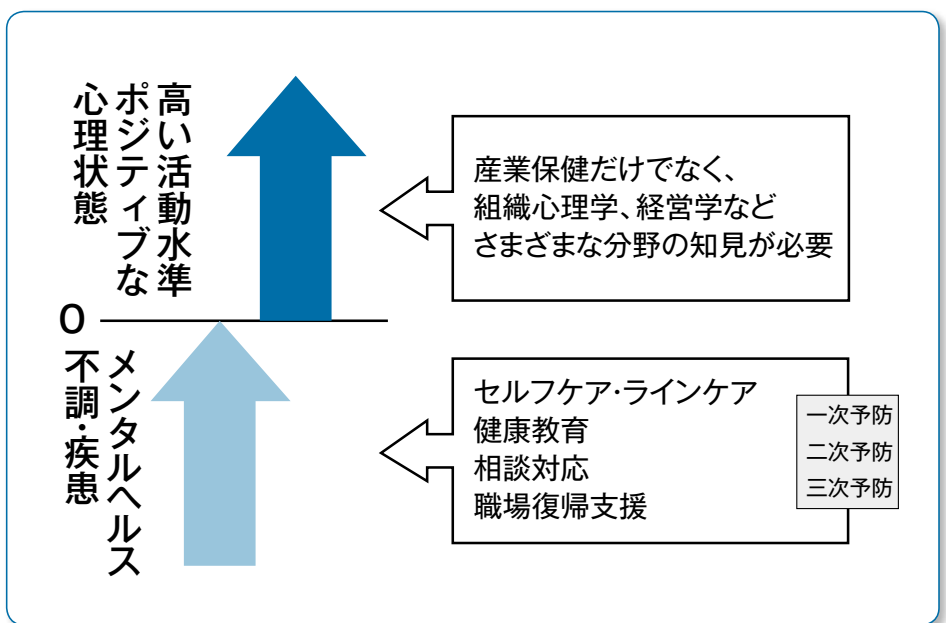 高い活動水準
ポジティブな
心理状態
産業保健だけでなく、
組織心理学、経営学など
さまざまな分野の知見が必要
0
メンタルヘルス
不調・疾患
セルフケア・ラインケア
健康教育
相談対応
職場復帰支援
一次予防
二次予防
三次予防